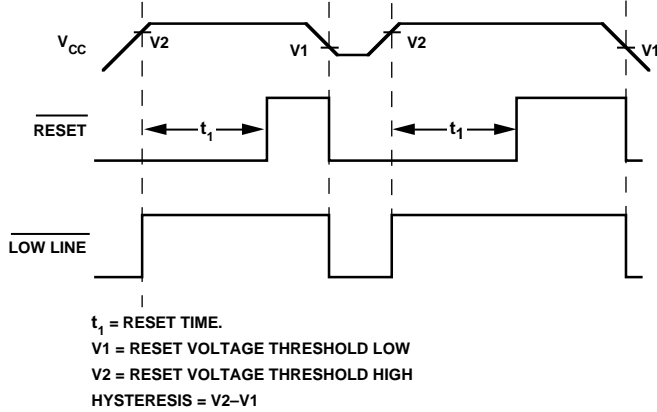 V2
V1
V2
V1
VCC
RESET
t1
t1
LOW LINE
t1 = RESET TIME.
V1 = RESET VOLTAGE THRESHOLD LOW
V2 = RESET VOLTAGE THRESHOLD HIGH
HYSTERESIS = V2–V1